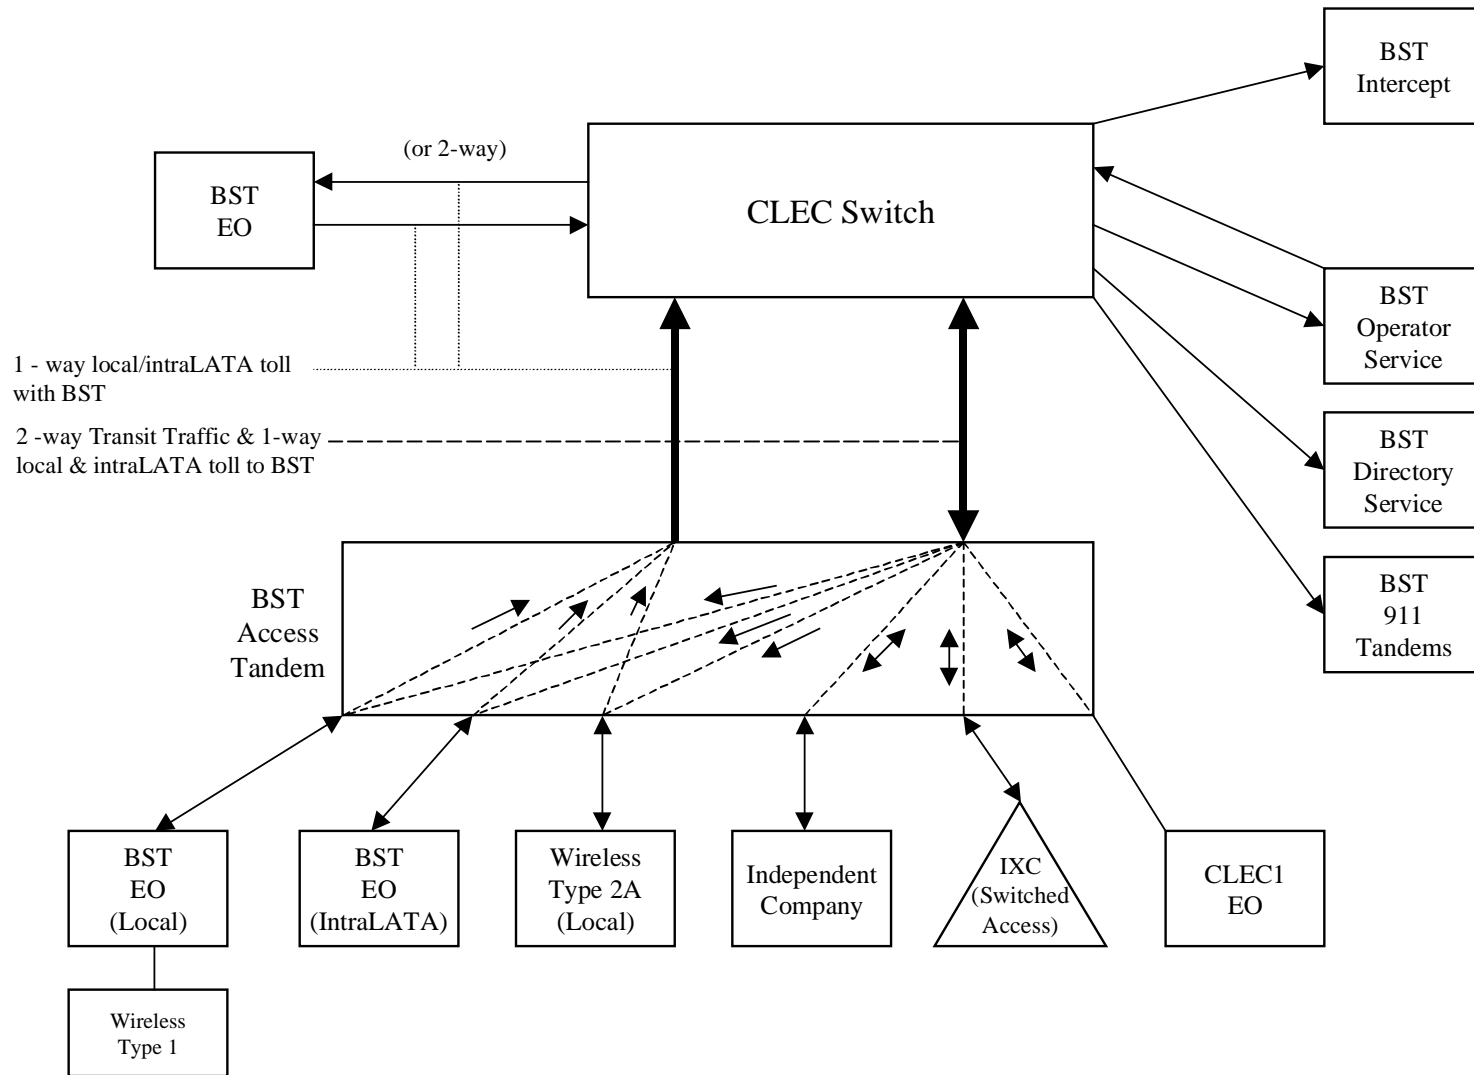 BST
Intercept
(or 2-way)
BST
EO
CLEC Switch
BST
Operator
Service
1 - way local/intraLATA toll
with BST
2 -way Transit Traffic & 1-way
local & intraLATA toll to BST
BST
Directory
Service
BST
911
Tandems
BST
Access
Tandem
BST
EO
(Local)
BST
EO
(IntraLATA)
Wireless
Type 2A
(Local)
Independent
Company
IXC
(Switched
Access)
CLEC1
EO
Wireless
Type 1